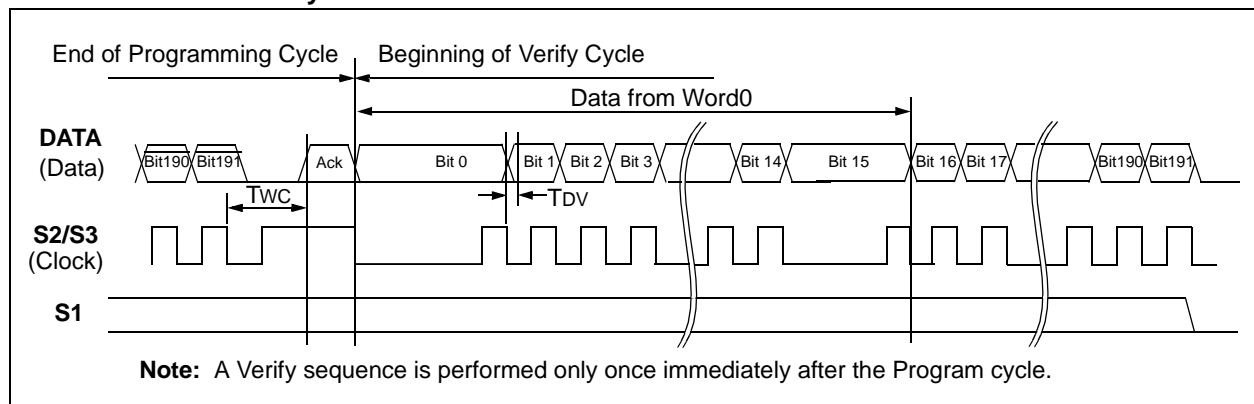 End of Programming Cycle Beginning of Verify Cycle
Data from Word0
DATA
(Data)
Bit190 Bit191 Ack Bit 0 Bit 1 Bit 2 Bit 3 Bit 14 Bit 15 Bit 16 Bit 17 Bit190 Bit191
TWC
TDV
S2/S3
(Clock)
S1
Note: A Verify sequence is performed only once immediately after the Program cycle.